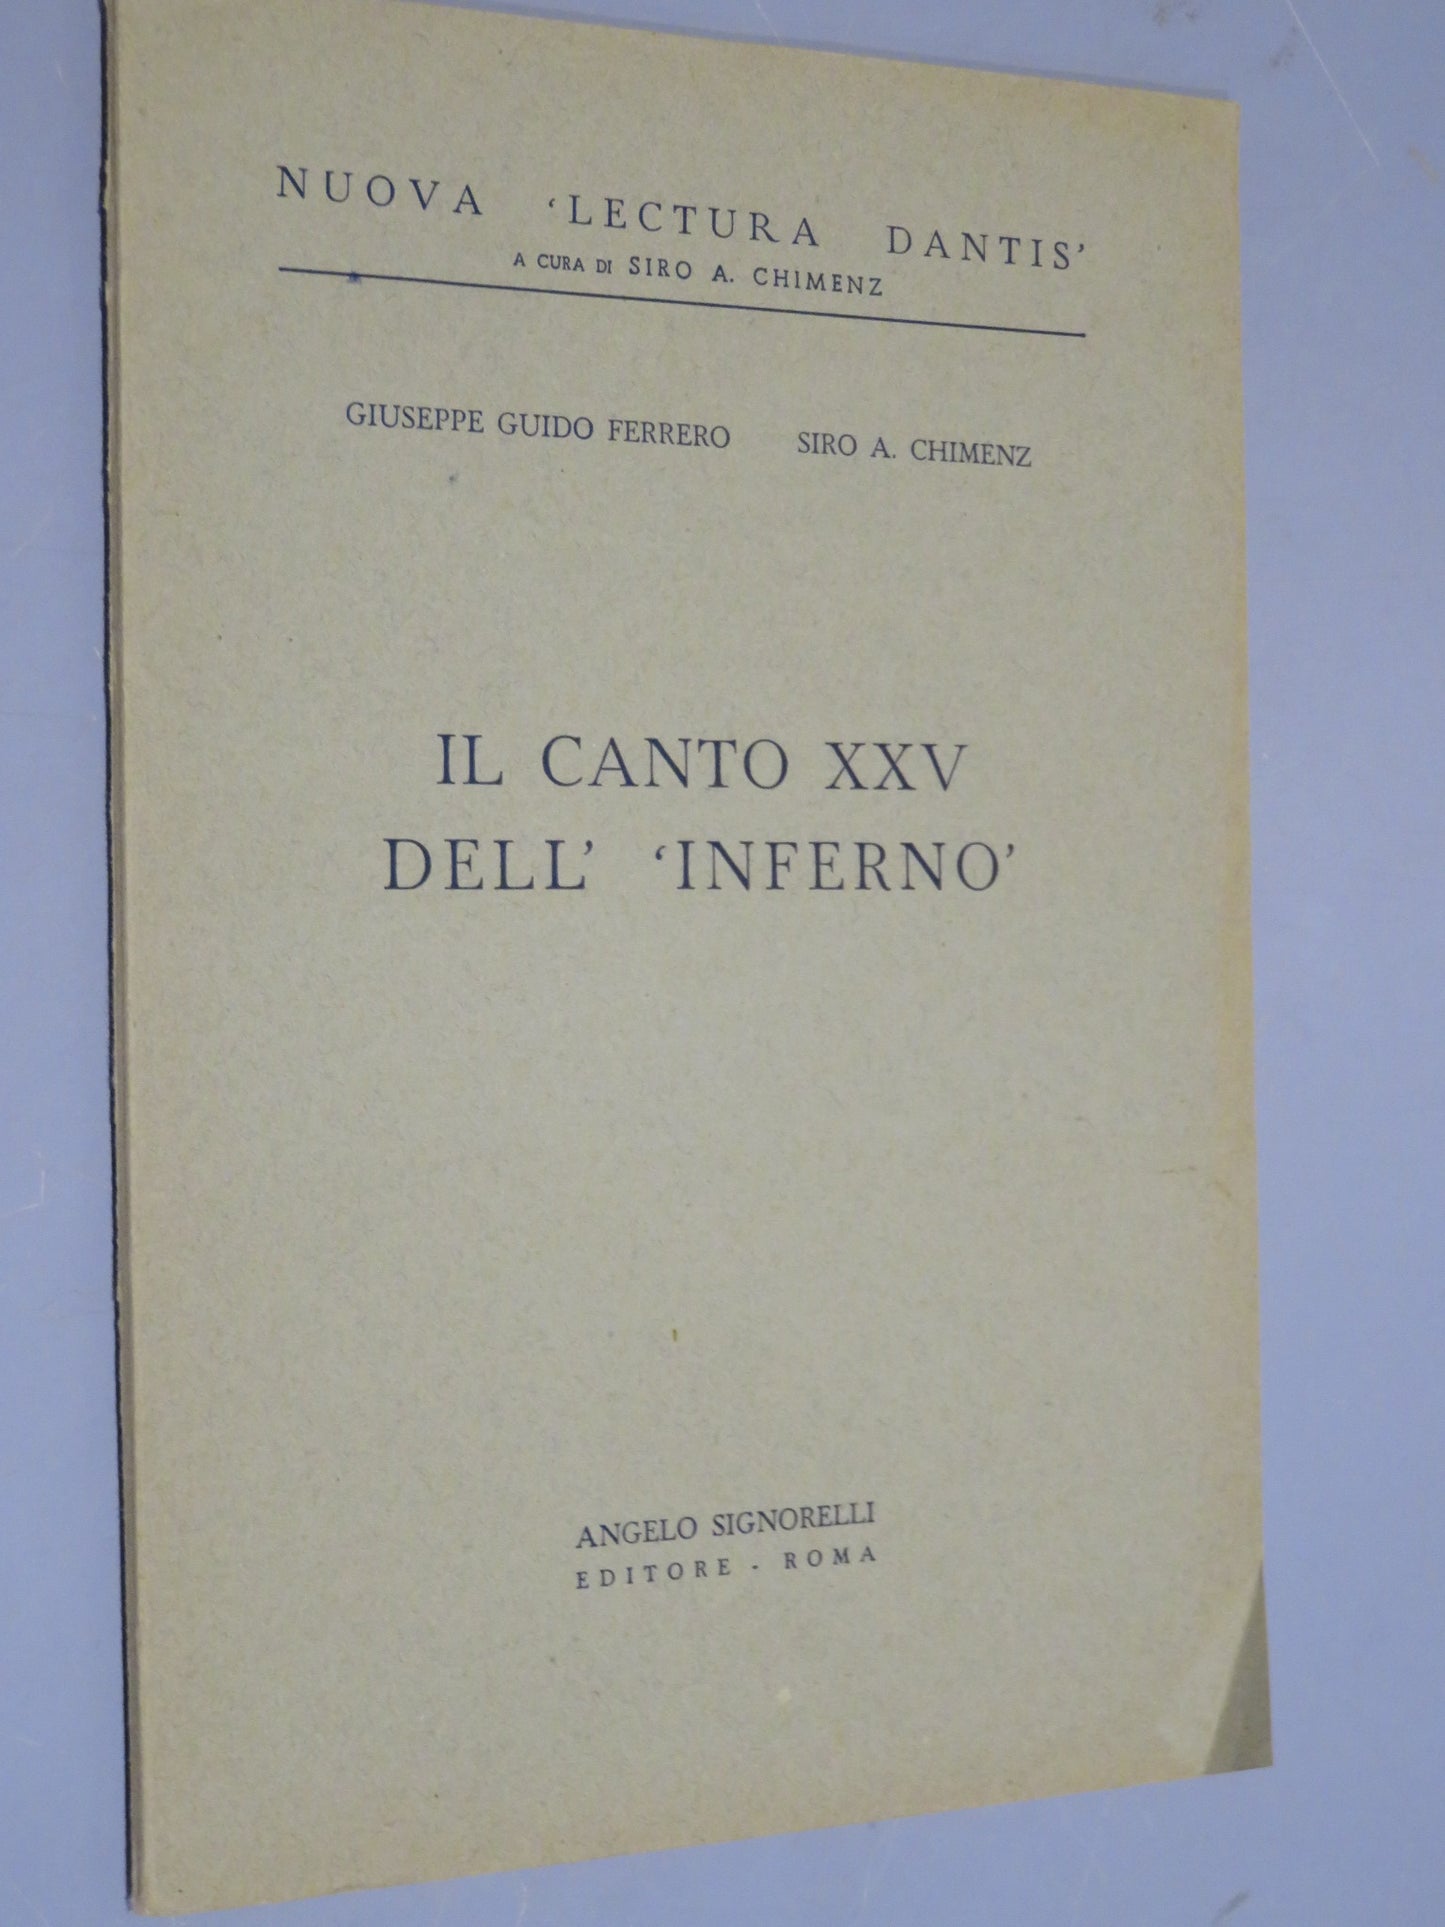 NUOVA ‘LECTURA DANTIS’
A CURA DI SIRO A. CHIMENZ
GIUSEPPE GUIDO FERRERO SIRO A. CHIMENZ
IL CANTO XXV
DELL’ ‘INFERNO’
ANGELO SIGNORELLI
EDITORE - ROMA